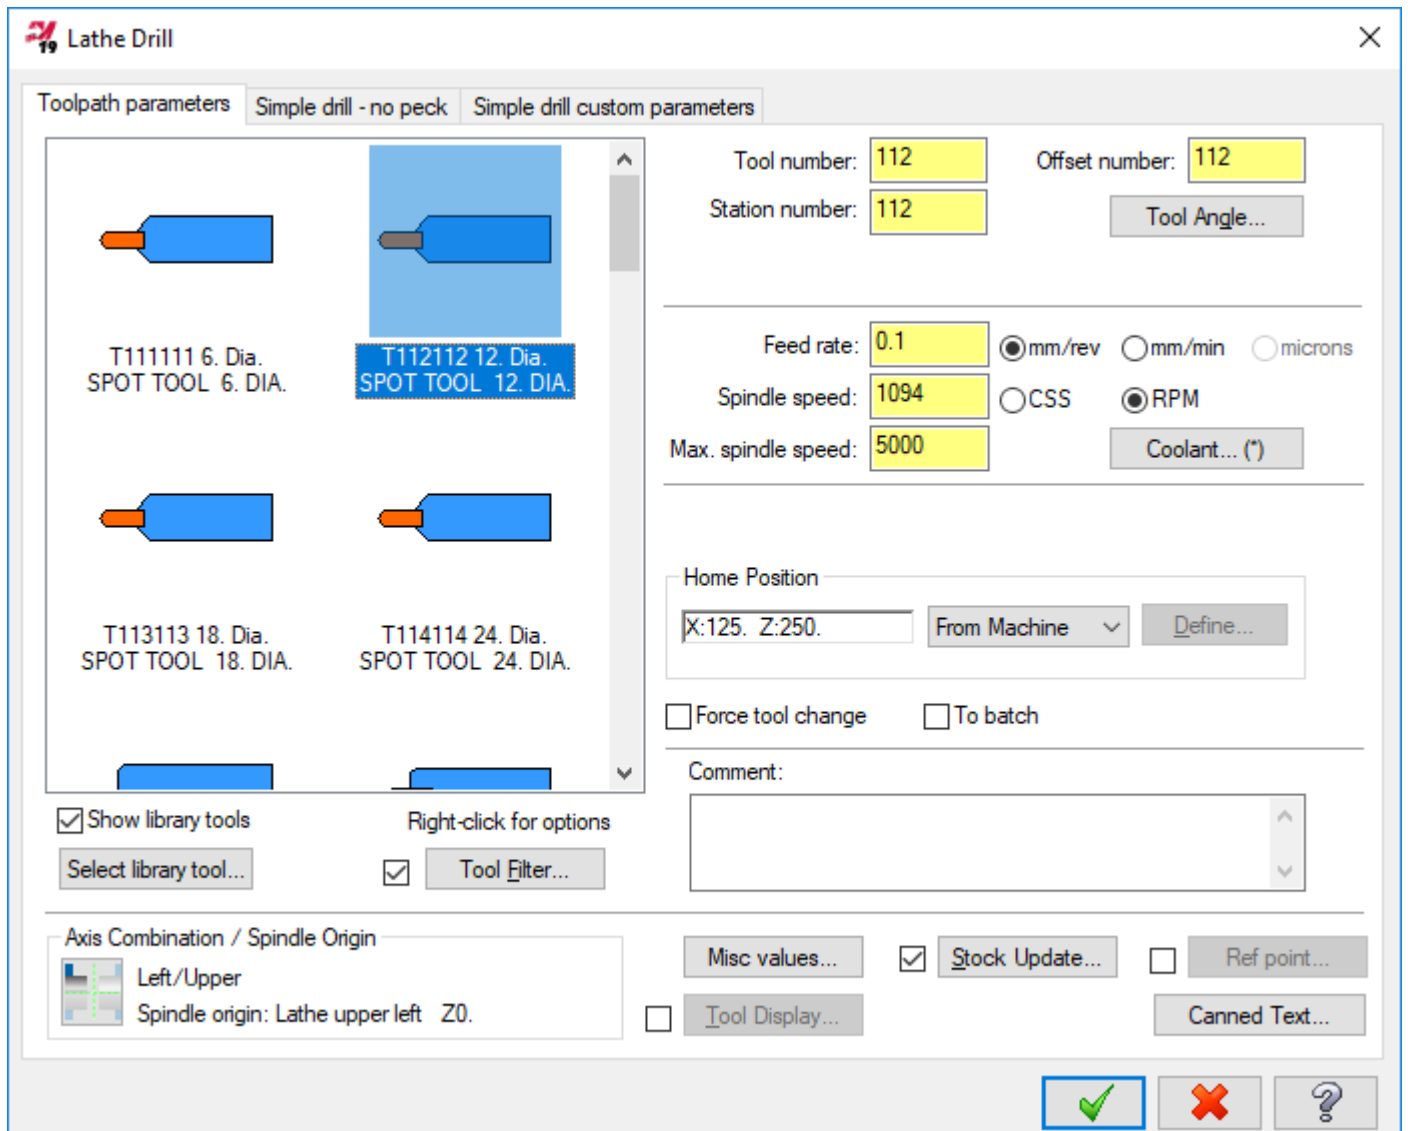 19 Lathe Drill
Toolpath parameters
Simple drill - no peck
Simple drill custom parameters
T111111 6. Dia.
SPOT TOOL 6. DIA.
T112112 12. Dia.
SPOT TOOL 12. DIA.
T113113 18. Dia.
SPOT TOOL 18. DIA.
T114114 24. Dia.
SPOT TOOL 24. DIA.
Show library tools
Right-click for options
Select library tool...
Tool Filter...
Tool number: 112
Offset number: 112
Station number: 112
Tool Angle...
Feed rate: 0.1 mm/rev mm/min microns
Spindle speed: 1094 CSS RPM
Max. spindle speed: 5000
Coolant... (*)
Home Position
X:125. Z:250.
From Machine
Define...
Force tool change
To batch
Comment:
Axis Combination / Spindle Origin
Left/Upper
Spindle origin: Lathe upper left Z0.
Misc values...
Stock Update...
Ref point...
Tool Display...
Canned Text...